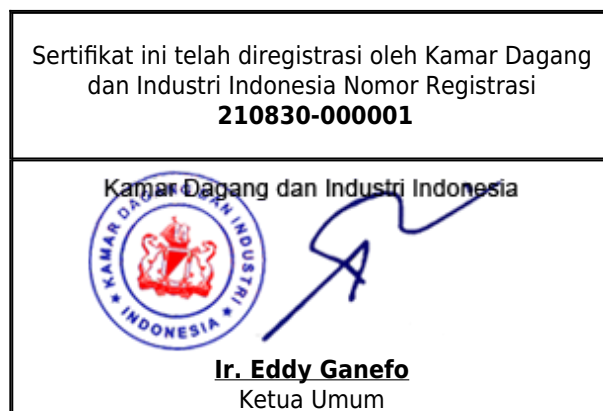 Sertifikat ini telah diregistrasi oleh Kamar Dagang
dan Industri Indonesia Nomor Registrasi
210830-000001
Kamar Dagang dan Industri Indonesia
KAMAR DAGANG DAN INDUSTRI
INDONESIA
Ir. Eddy Ganefo
Ketua Umum